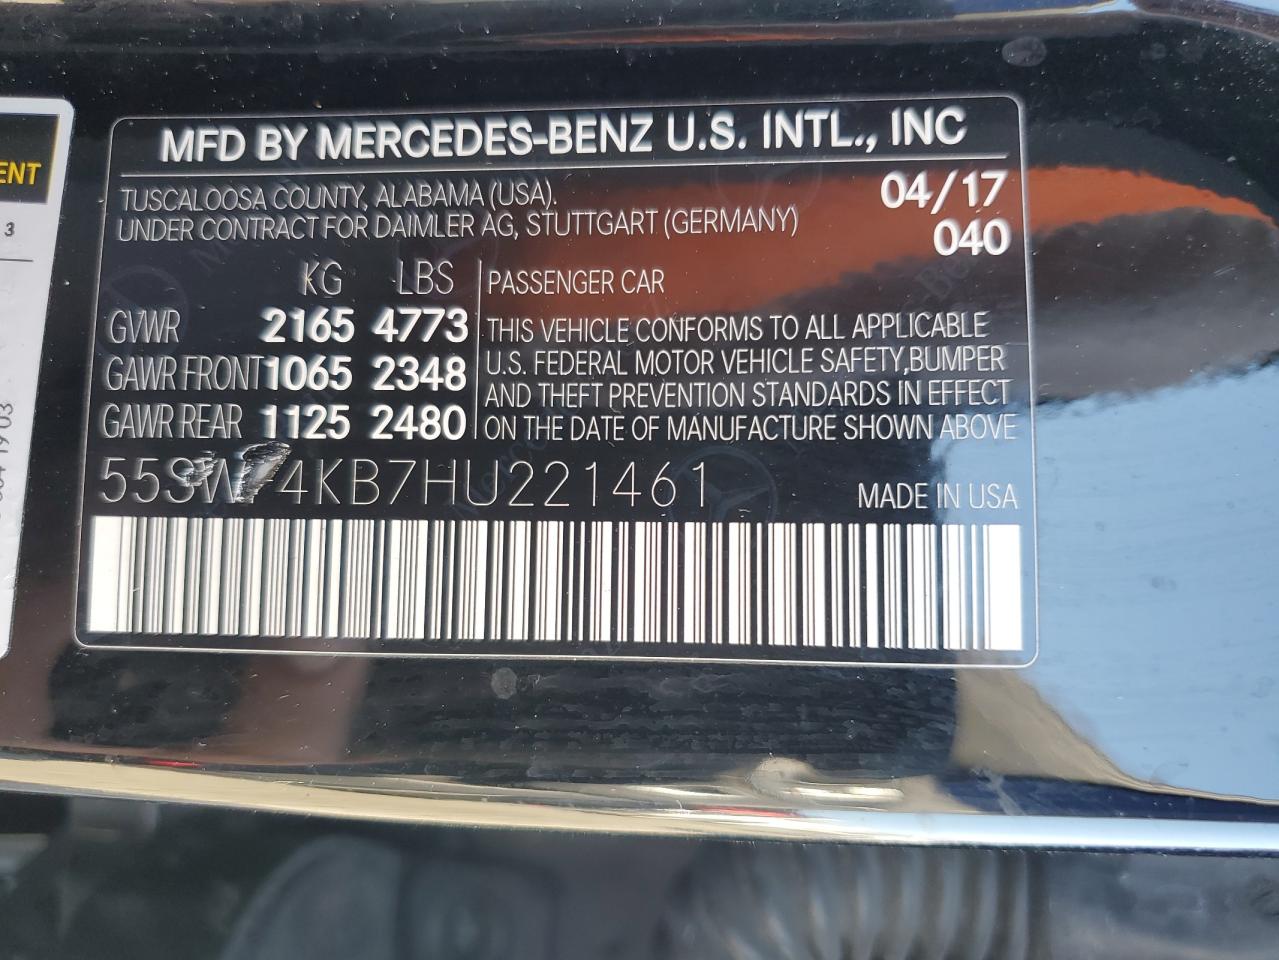 ENT
3
MFD BY MERCEDES-BENZ U.S. INTL., INC
TUSCALOOSA COUNTY, ALABAMA (USA). 04/17
UNDER CONTRACT FOR DAIMLER AG, STUTTGART (GERMANY) 040
KG LBS
GVWR 2165 4773
GAWR FRONT 1065 2348
GAWR REAR 1125 2480
PASSENGER CAR
THIS VEHICLE CONFORMS TO ALL APPLICABLE
U.S. FEDERAL MOTOR VEHICLE SAFETY, BUMPER
AND THEFT PREVENTION STANDARDS IN EFFECT
ON THE DATE OF MANUFACTURE SHOWN ABOVE
55SWF4KB7HU221461 MADE IN USA